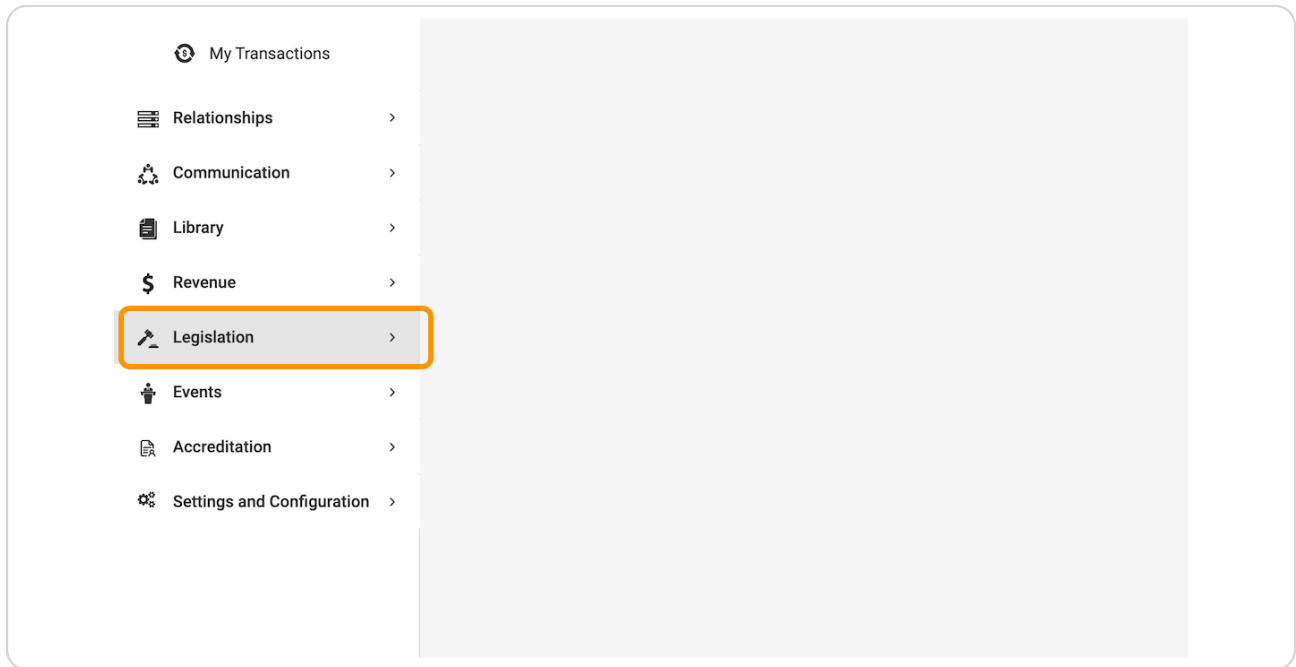 My Transactions
Relationships
Communication
Library
Revenue
Legislation
Events
Accreditation
Settings and Configuration